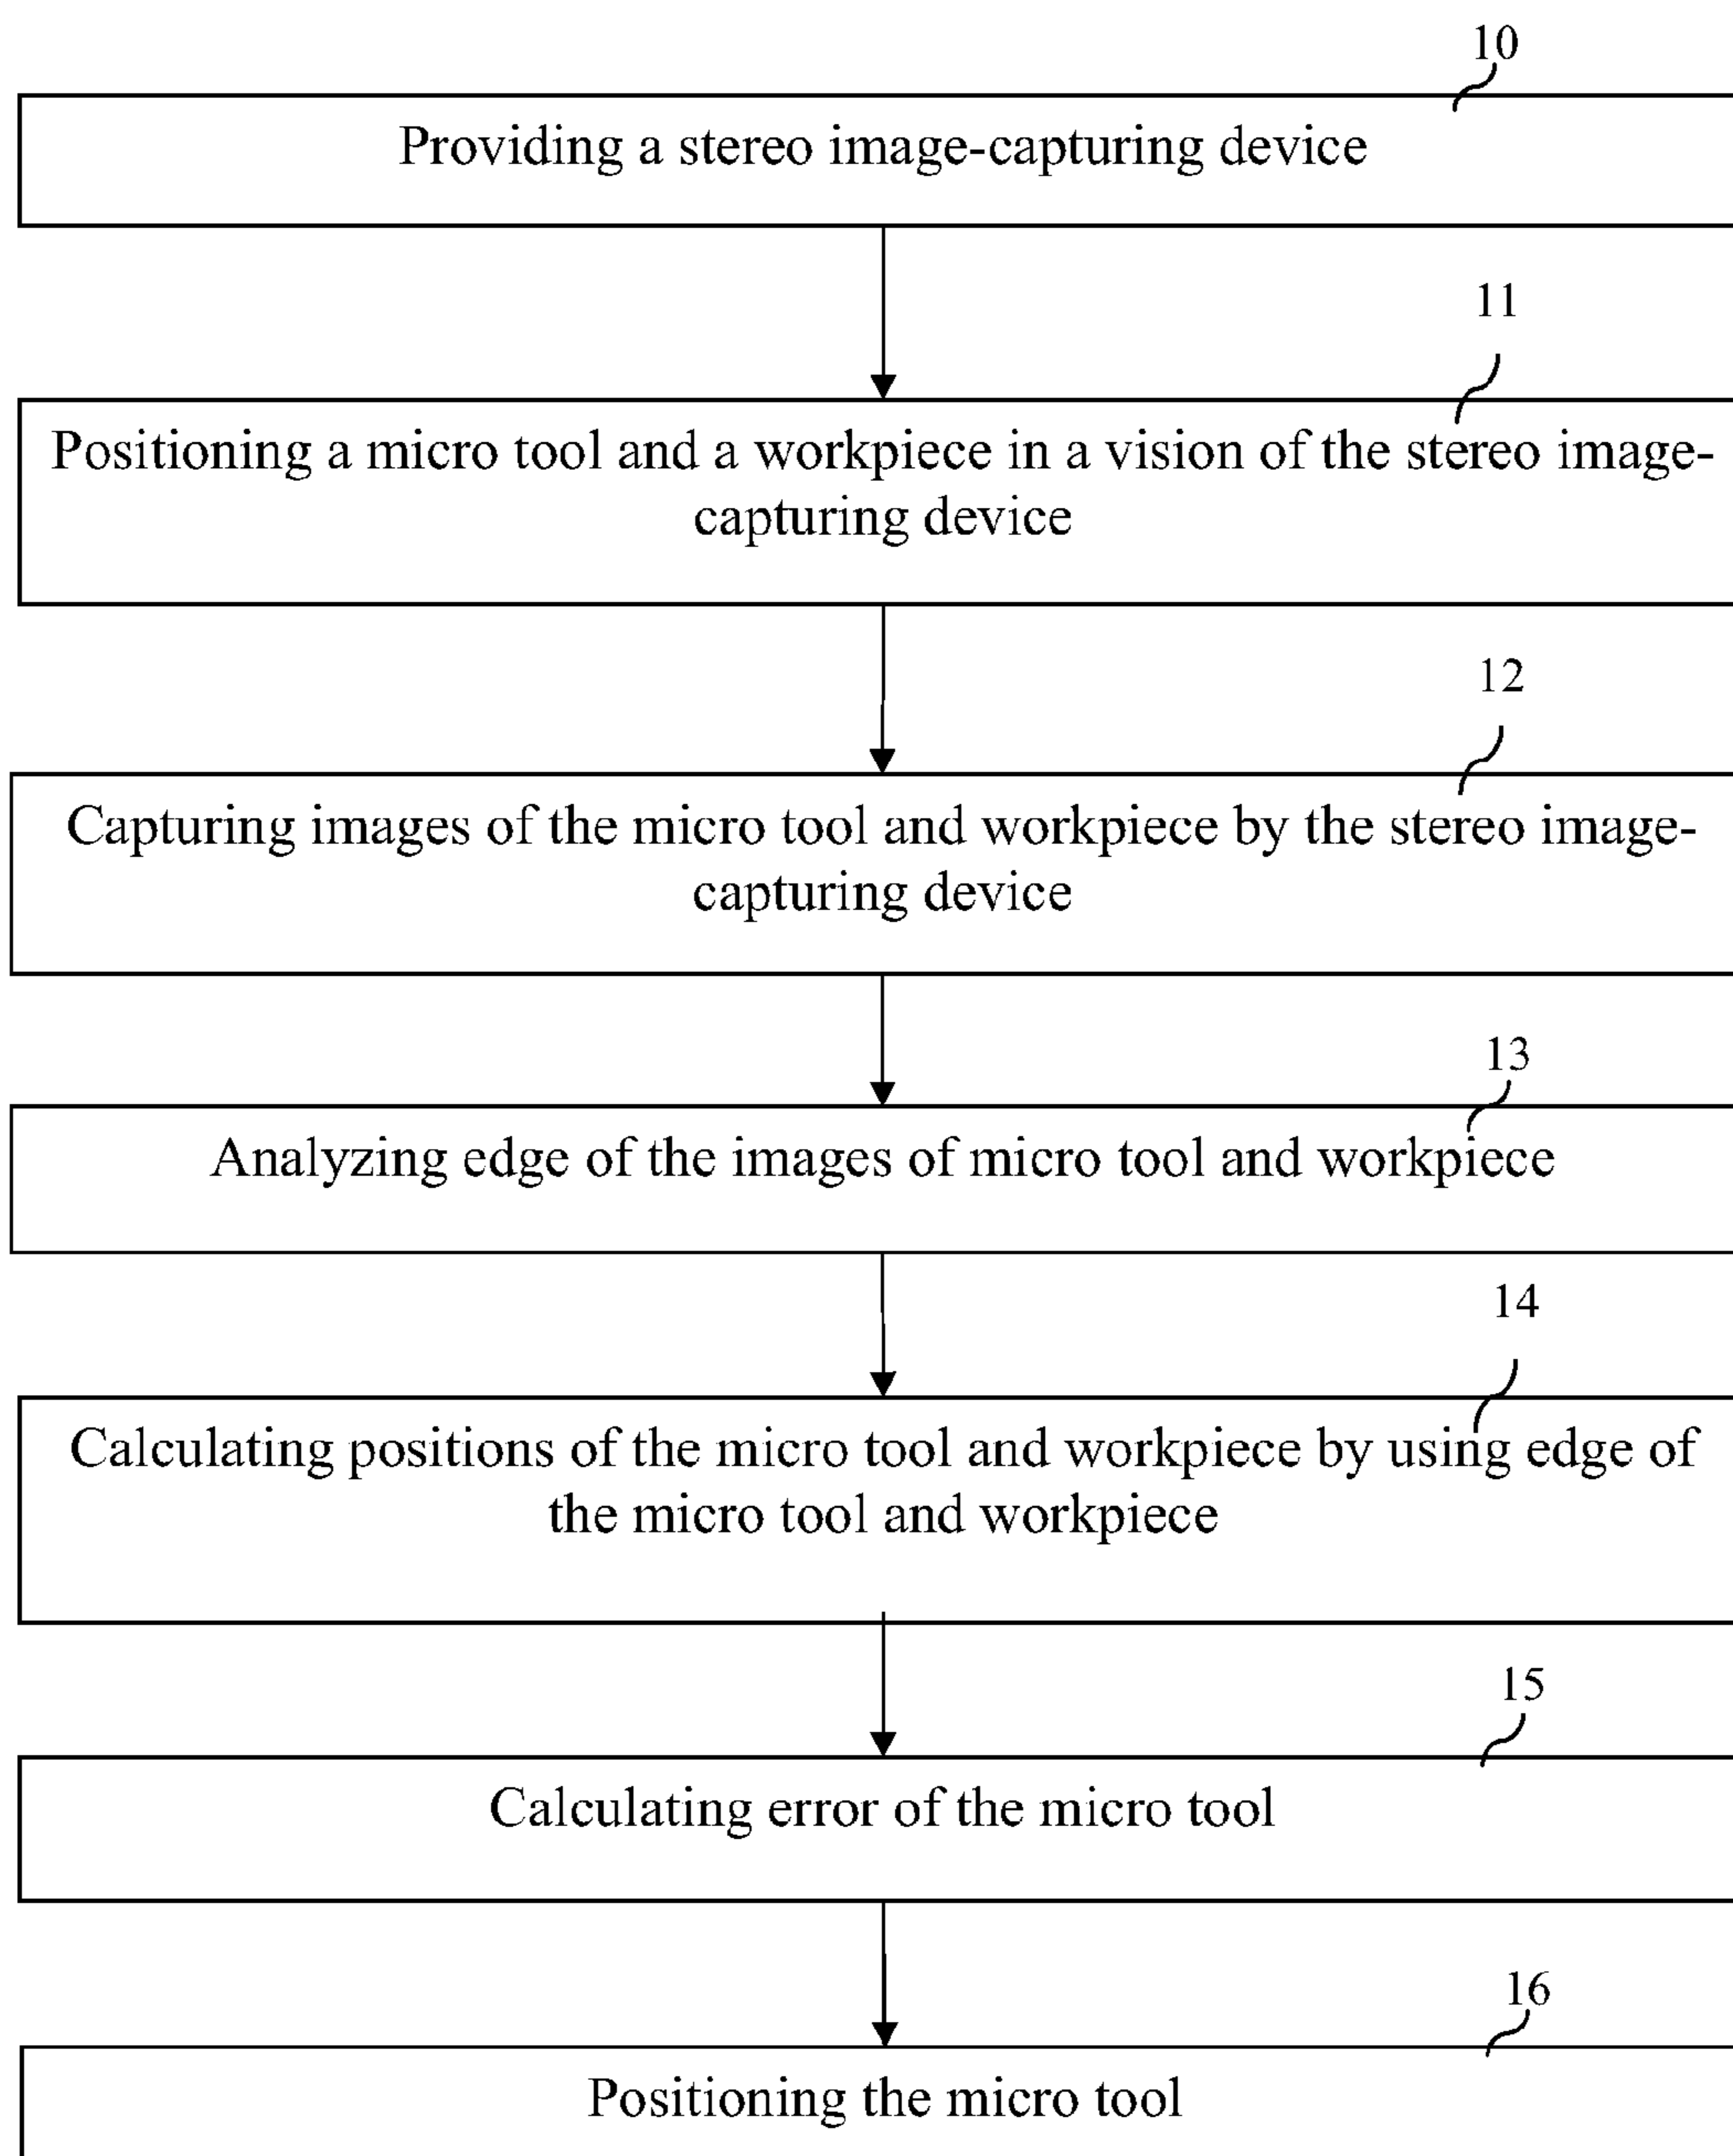 10
Providing a stereo image-capturing device
11
Positioning a micro tool and a workpiece in a vision of the stereo image-
capturing device
12
Capturing images of the micro tool and workpiece by the stereo image-
capturing device
13
Analyzing edge of the images of micro tool and workpiece
14
Calculating positions of the micro tool and workpiece by using edge of
the micro tool and workpiece
15
Calculating error of the micro tool
16
Positioning the micro tool